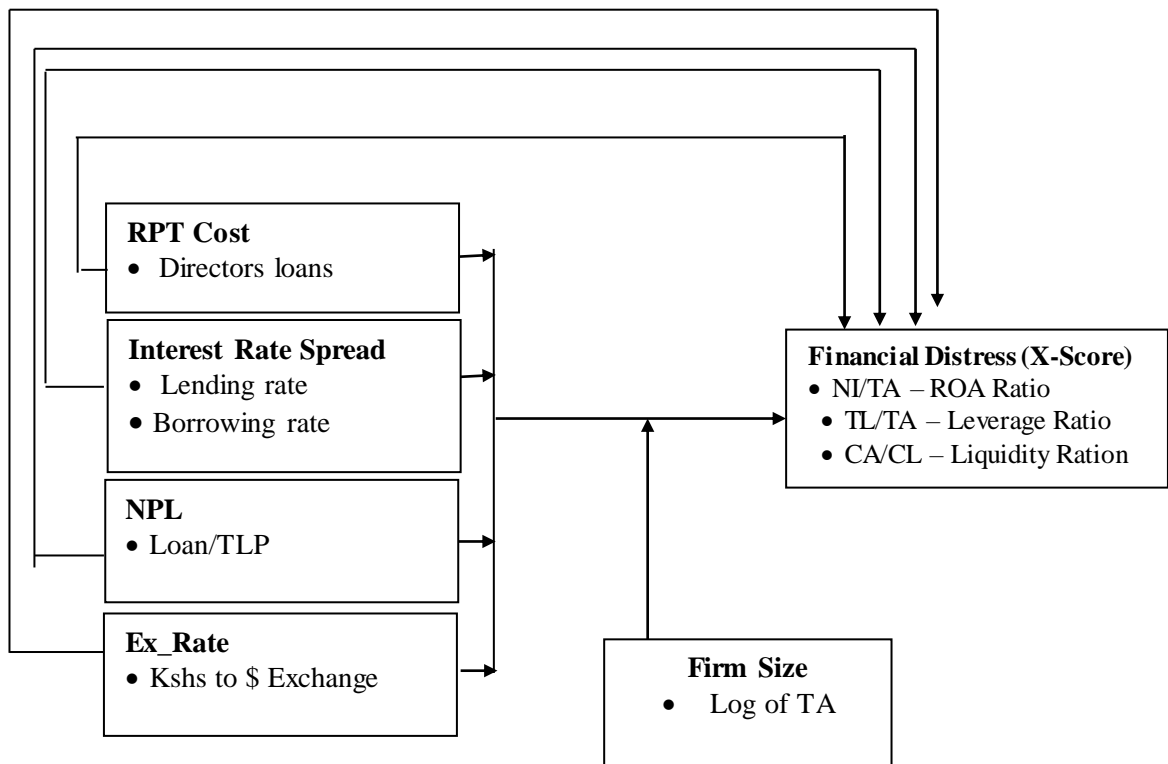 RPT Cost
• Directors loans
Interest Rate Spread
• Lending rate
• Borrowing rate
NPL
• Loan/TLP
Ex_Rate
• Kshs to $ Exchange
Financial Distress (X-Score)
• NI/TA – ROA Ratio
• TL/TA – Leverage Ratio
• CA/CL – Liquidity Ration
Firm Size
• Log of TA